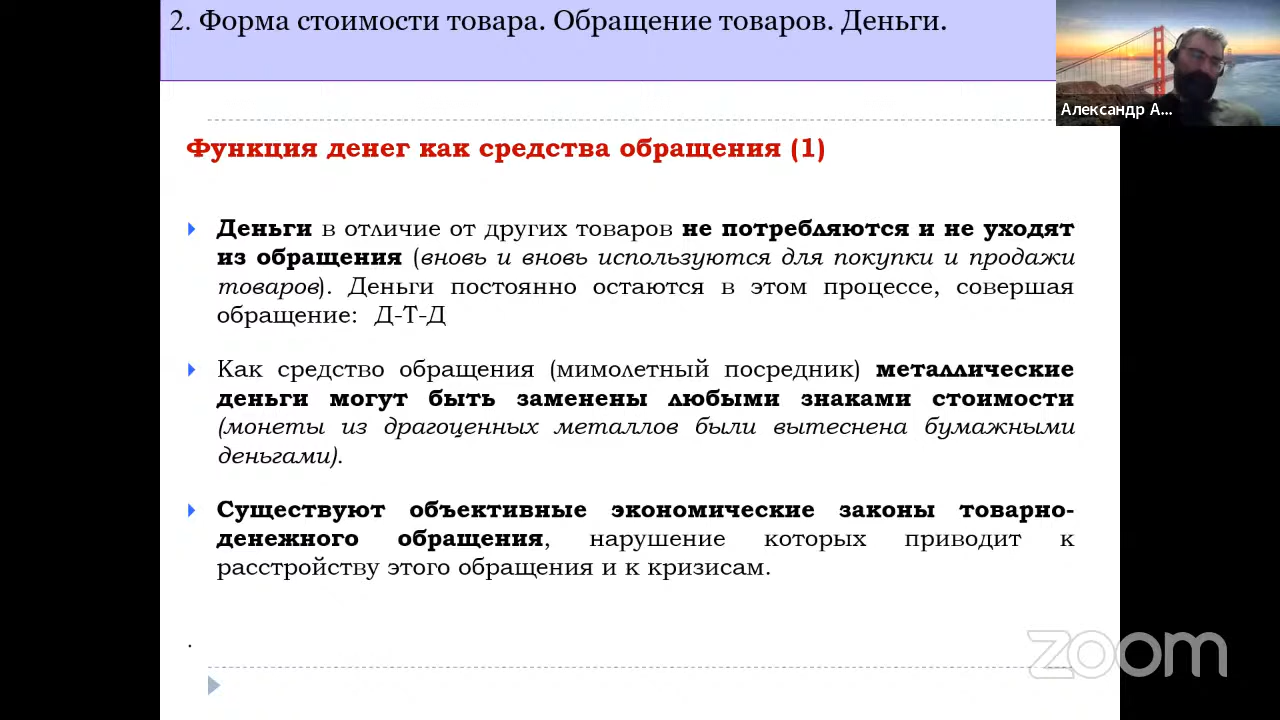 2. Форма стоимости товара. Обращение товаров. Деньги.
Александр А...
Функция денег как средства обращения (1)
Деньги в отличие от других товаров не потребляются и не уходят
из обращения (вновь и вновь используются для покупки и продажи
товаров). Деньги постоянно остаются в этом процессе, совершая
обращение: Д-Т-Д
Как средство обращения (мимолетный посредник) металлические
деньги могут быть заменены любыми знаками стоимости
(монеты из драгоценных металлов были вытеснена бумажными
деньгами).
Существуют объективные экономические законы товарно-
денежного обращения, нарушение которых приводит к
расстройству этого обращения и к кризисам.
.
zoom